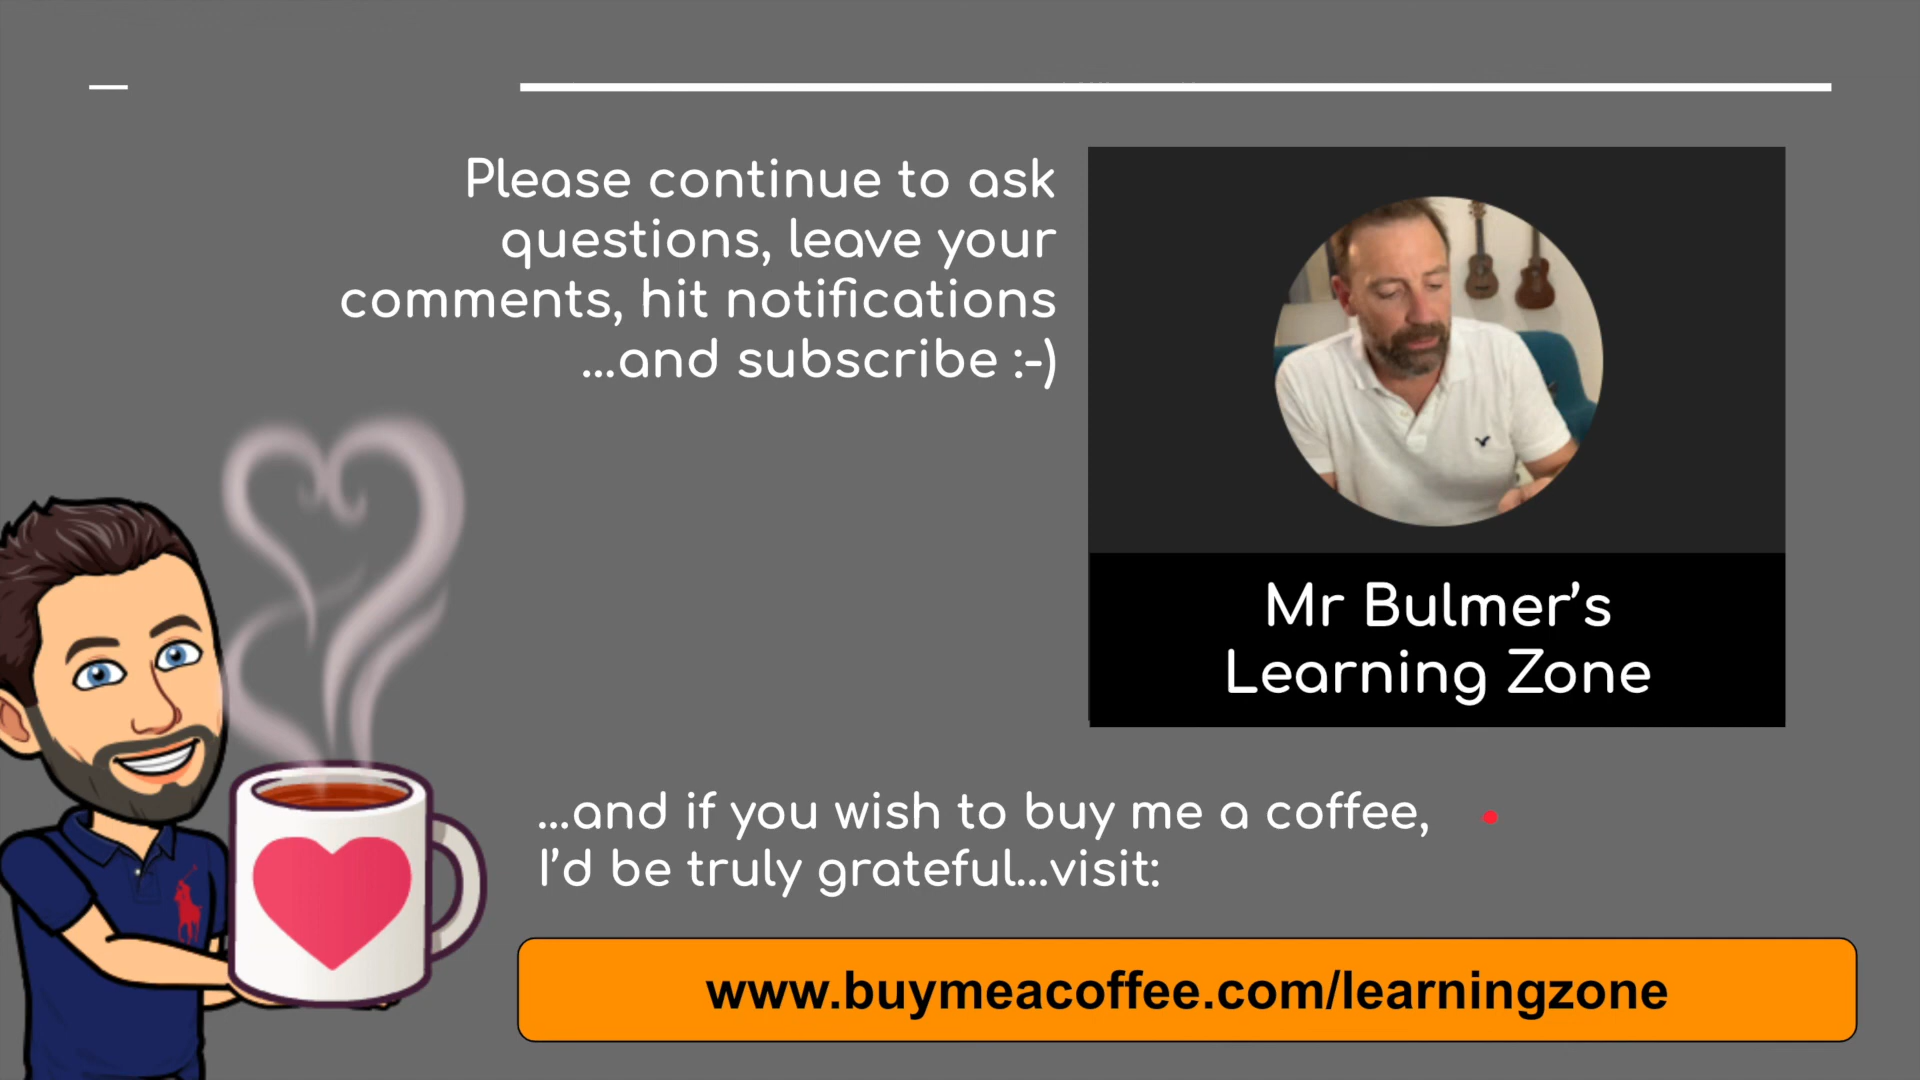 Please continue to ask
questions, leave your
comments, hit notifications
...and subscribe :-)
Mr Bulmer’s
Learning Zone
...and if you wish to buy me a coffee,
I’d be truly grateful...visit:
www.buymeacoffee.com/learningzone